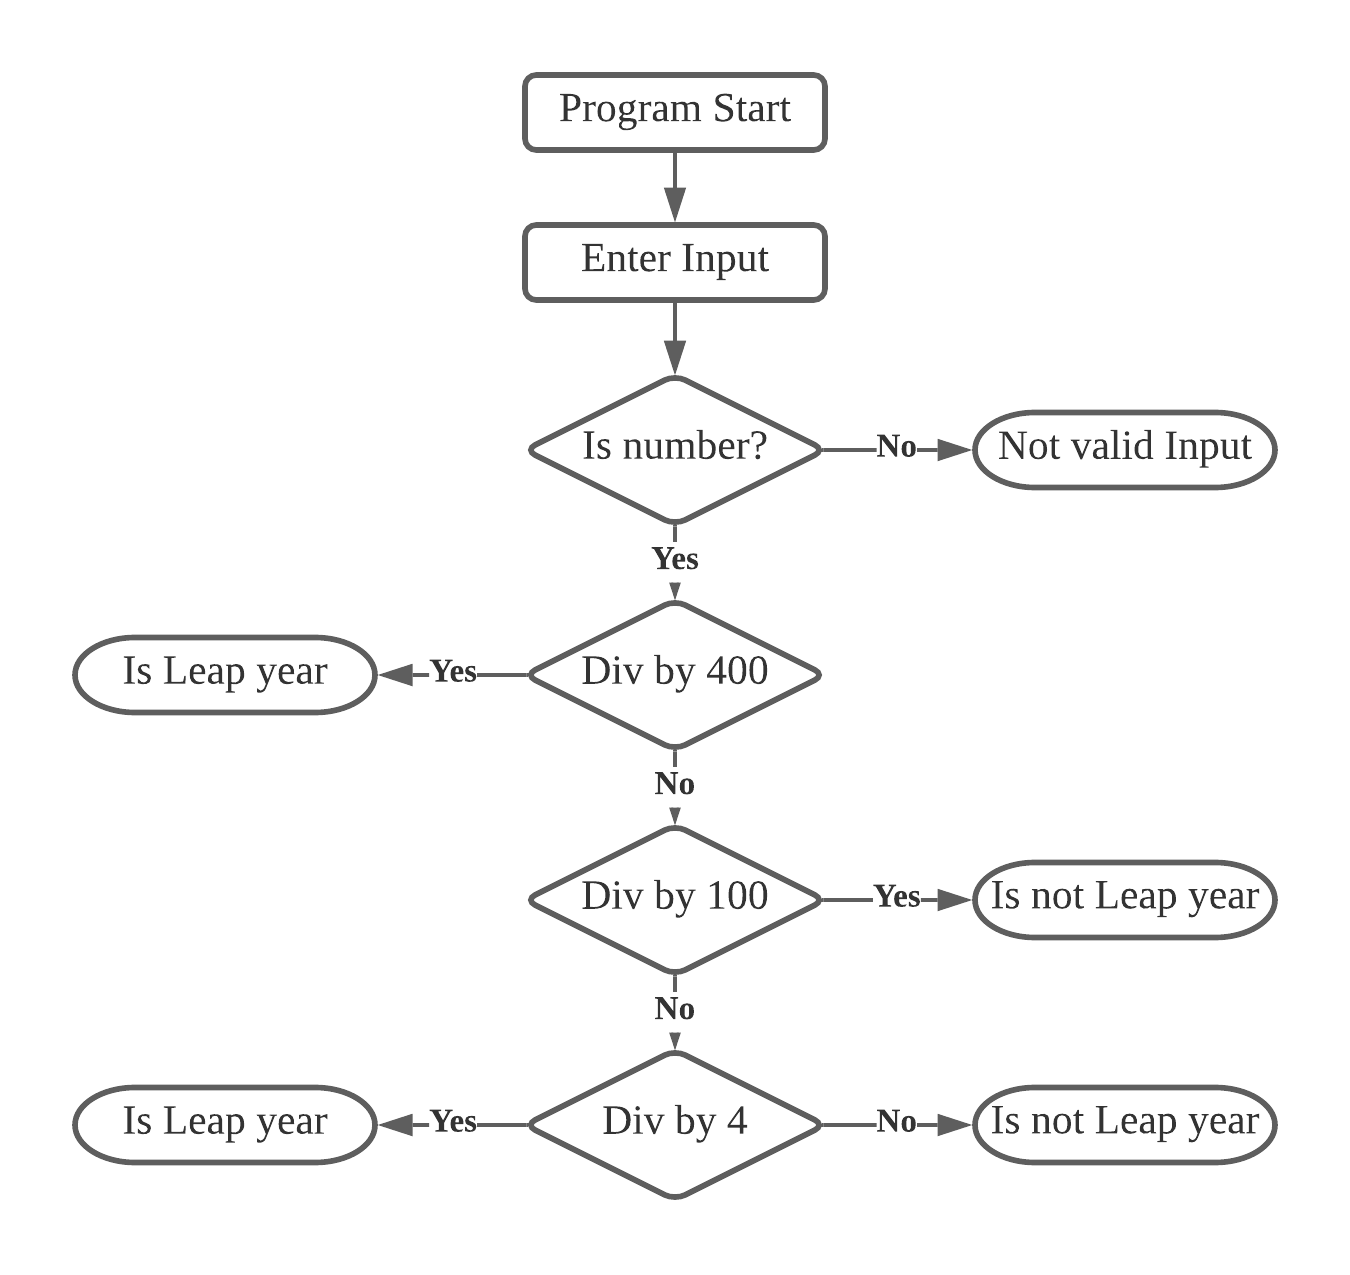 Program Start
Enter Input
Is number?
No
Not valid Input
Yes
Is Leap year
Yes
Div by 400
No
Div by 100
Yes
Is not Leap year
No
Is Leap year
Yes
Div by 4
No
Is not Leap year